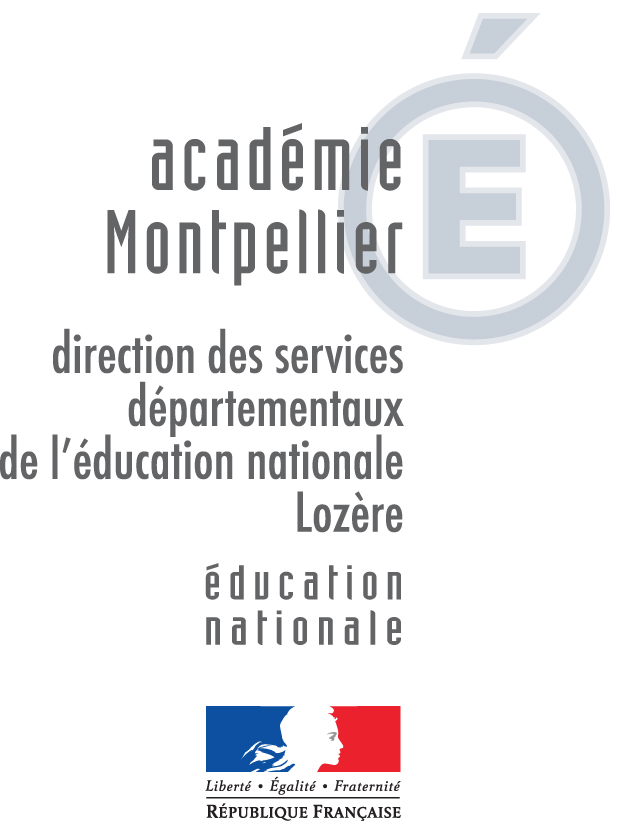 É
académie
Montpellier
direction des services
départementaux
de l'éducation nationale
Lozère
éducation
nationale
Liberté • Égalité • Fraternité
RÉPUBLIQUE FRANÇAISE